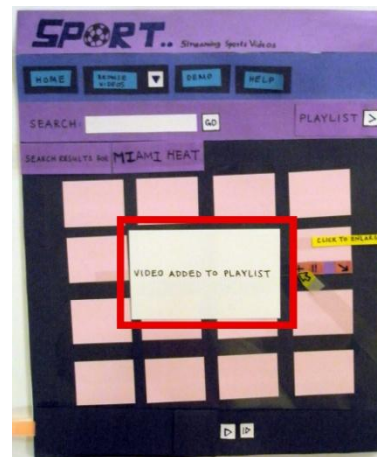 SPORT.. Streaming Sports Videos
HOME BROWSE VIDEOS DEMO HELP
SEARCH: GO PLAYLIST >
SEARCH RESULTS FOR MIAMI HEAT
CLICK TO ENLARGE
VIDEO ADDED TO PLAYLIST